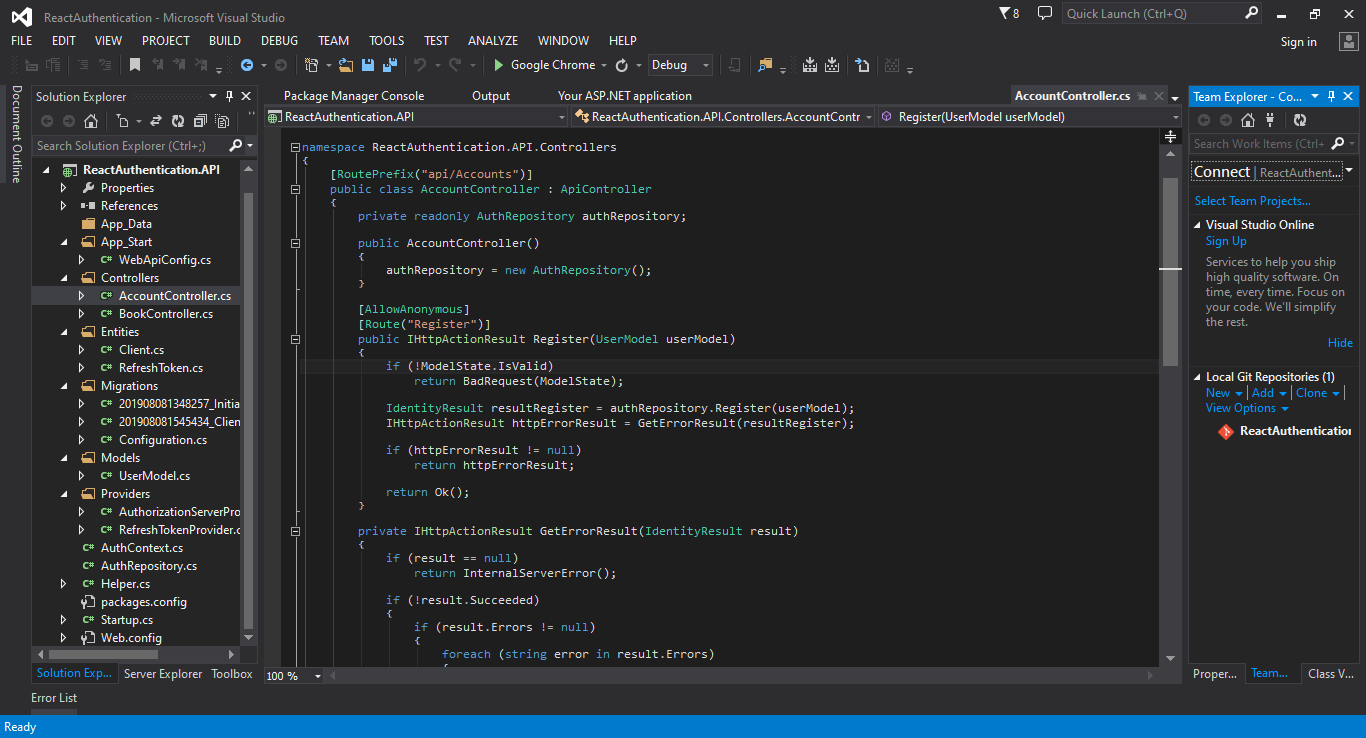 ReactAuthentication - Microsoft Visual Studio
8
Quick Launch (Ctrl+Q)
FILE EDIT VIEW PROJECT BUILD DEBUG TEAM TOOLS TEST ANALYZE WINDOW HELP
Sign in
Google Chrome
Debug
Document Outline
Solution Explorer
Search Solution Explorer (Ctrl+;)
ReactAuthentication.API
Properties
References
App_Data
App_Start
C# WebApiConfig.cs
Controllers
C# AccountController.cs
C# BookController.cs
Entities
C# Client.cs
C# RefreshToken.cs
Migrations
C# 201908081348257_Initia
C# 201908081545434_Clien
C# Configuration.cs
Models
C# UserModel.cs
Providers
C# AuthorizationServerPro
C# RefreshTokenProvider.c
C# AuthContext.cs
C# AuthRepository.cs
C# Helper.cs
packages.config
C# Startup.cs
Web.config
Solution Exp... Server Explorer Toolbox
Package Manager Console Output Your ASP.NET application AccountController.cs
ReactAuthentication.API ReactAuthentication.API.Controllers.AccountContr Register(UserModel userModel)
namespace ReactAuthentication.API.Controllers
{
[RoutePrefix("api/Accounts")]
public class AccountController : ApiController
{
private readonly AuthRepository authRepository;
public AccountController()
{
authRepository = new AuthRepository();
}
[AllowAnonymous]
[Route("Register")]
public IHttpActionResult Register(UserModel userModel)
{
if (!ModelState.IsValid)
return BadRequest(ModelState);
IdentityResult resultRegister = authRepository.Register(userModel);
IHttpActionResult httpErrorResult = GetErrorResult(resultRegister);
if (httpErrorResult != null)
return httpErrorResult;
return Ok();
}
private IHttpActionResult GetErrorResult(IdentityResult result)
{
if (result == null)
return InternalServerError();
if (!result.Succeeded)
{
if (result.Errors != null)
{
foreach (string error in result.Errors)
{
100 %
Team Explorer - Co...
Search Work Items (Ctrl+
Connect | ReactAuthent...
Select Team Projects...
Visual Studio Online
Sign Up
Services to help you ship
high quality software. On
time, every time. Focus on
your code. We'll simplify
the rest.
Hide
Local Git Repositories (1)
New | Add | Clone |
View Options
ReactAuthentication
Proper... Team... Class V...
Error List
Ready